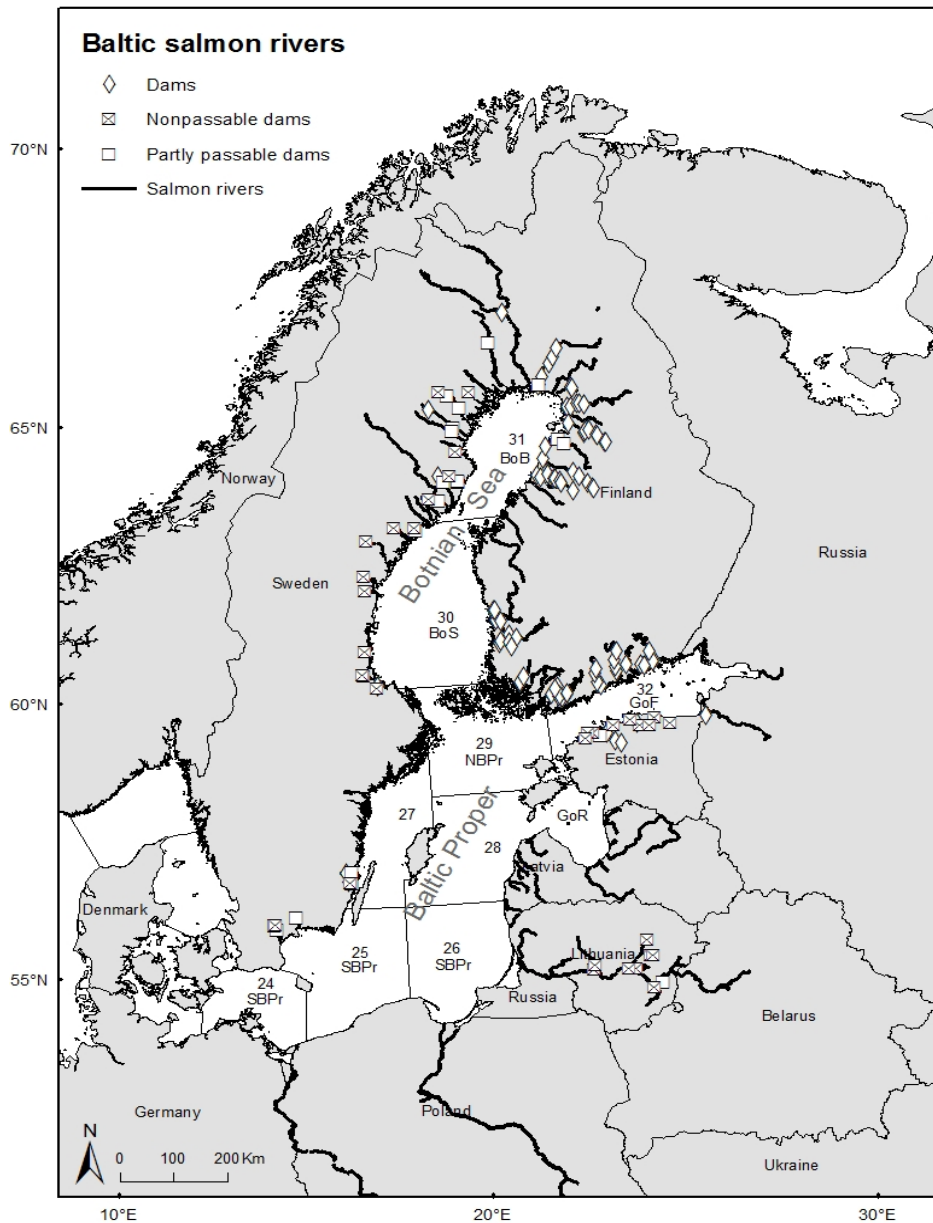 Baltic salmon rivers
Dams
Nonpassable dams
Partly passable dams
Salmon rivers
70°N
65°N
60°N
55°N
Norway
Sweden
Finland
Russia
31
BoB
Botnian Sea
30
BoS
32
GoF
29
NBPr
Estonia
27
28
GoR
Baltic Proper
Latvia
Denmark
Lithuania
25
SBPr
26
SBPr
24
SBPr
Russia
Belarus
Germany
Poland
Ukraine
N
0 100 200 Km
10°E
20°E
30°E